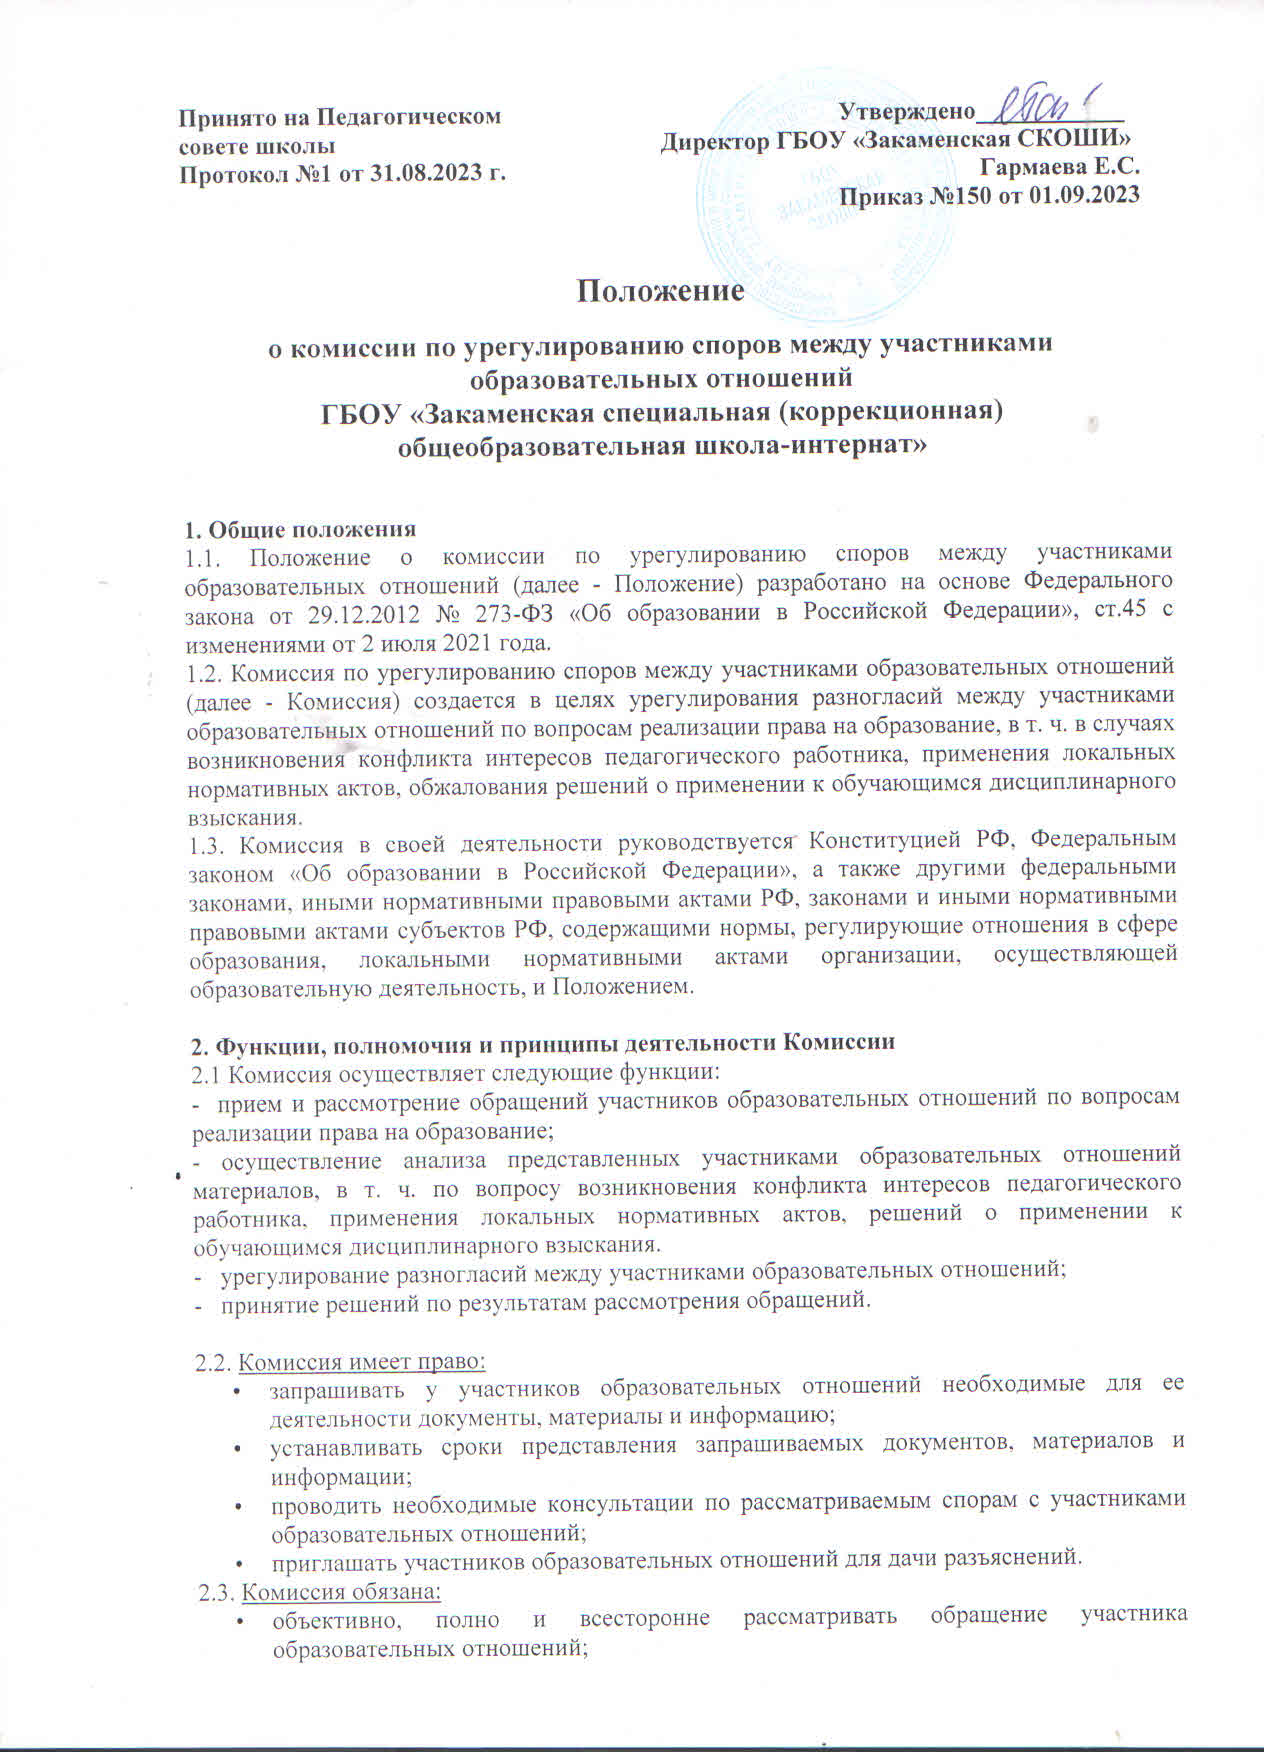 Принято на Педагогическом
совете школы
Протокол №1 от 31.08.2023 г.
Утверждено
Директор ГБОУ «Закаменская СКОШИ»
Гармаева Е.С.
Приказ №150 от 01.09.2023
Положение
о комиссии по урегулированию споров между участниками
образовательных отношений
ГБОУ «Закаменская специальная (коррекционная)
общеобразовательная школа-интернат»
1. Общие положения
1.1. Положение о комиссии по урегулированию споров между участниками
образовательных отношений (далее - Положение) разработано на основе Федерального
закона от 29.12.2012 № 273-ФЗ «Об образовании в Российской Федерации», ст.45 с
изменениями от 2 июля 2021 года.
1.2. Комиссия по урегулированию споров между участниками образовательных отношений
(далее - Комиссия) создается в целях урегулирования разногласий между участниками
образовательных отношений по вопросам реализации права на образование, в т. ч. в случаях
возникновения конфликта интересов педагогического работника, применения локальных
нормативных актов, обжалования решений о применении к обучающимся дисциплинарного
взыскания.
1.3. Комиссия в своей деятельности руководствуется Конституцией РФ, Федеральным
законом «Об образовании в Российской Федерации», а также другими федеральными
законами, иными нормативными правовыми актами РФ, законами и иными нормативными
правовыми актами субъектов РФ, содержащими нормы, регулирующие отношения в сфере
образования, локальными нормативными актами организации, осуществляющей
образовательную деятельность, и Положением.
2. Функции, полномочия и принципы деятельности Комиссии
2.1 Комиссия осуществляет следующие функции:
- прием и рассмотрение обращений участников образовательных отношений по вопросам
реализации права на образование;
- осуществление анализа представленных участниками образовательных отношений
материалов, в т. ч. по вопросу возникновения конфликта интересов педагогического
работника, применения локальных нормативных актов, решений о применении к
обучающимся дисциплинарного взыскания.
- урегулирование разногласий между участниками образовательных отношений;
- принятие решений по результатам рассмотрения обращений.
2.2. Комиссия имеет право:
• запрашивать у участников образовательных отношений необходимые для ее
деятельности документы, материалы и информацию;
• устанавливать сроки представления запрашиваемых документов, материалов и
информации;
• проводить необходимые консультации по рассматриваемым спорам с участниками
образовательных отношений;
• приглашать участников образовательных отношений для дачи разъяснений.
2.3. Комиссия обязана:
• объективно, полно и всесторонне рассматривать обращение участника
образовательных отношений;